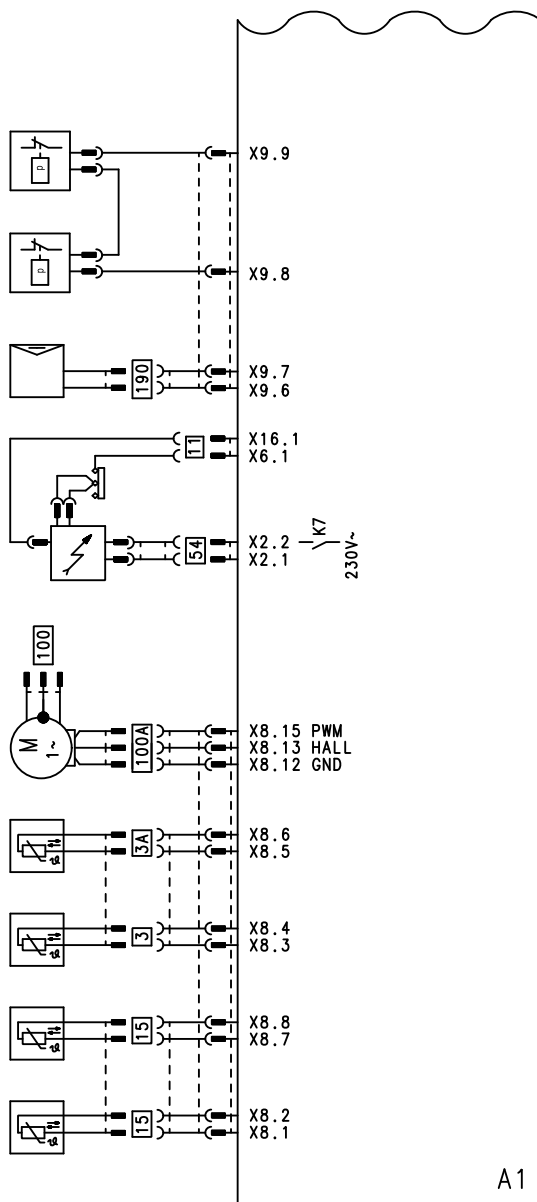 P
X9.9
P
X9.8
190
X9.7
X9.6
11
X16.1
X6.1
54
X2.2
K7
X2.1
230V~
100
M
1~
100A
X8.15 PWM
X8.13 HALL
X8.12 GND
3A
X8.6
X8.5
ϑ
3
X8.4
X8.3
ϑ
15
X8.8
X8.7
ϑ
15
X8.2
X8.1
ϑ
A1